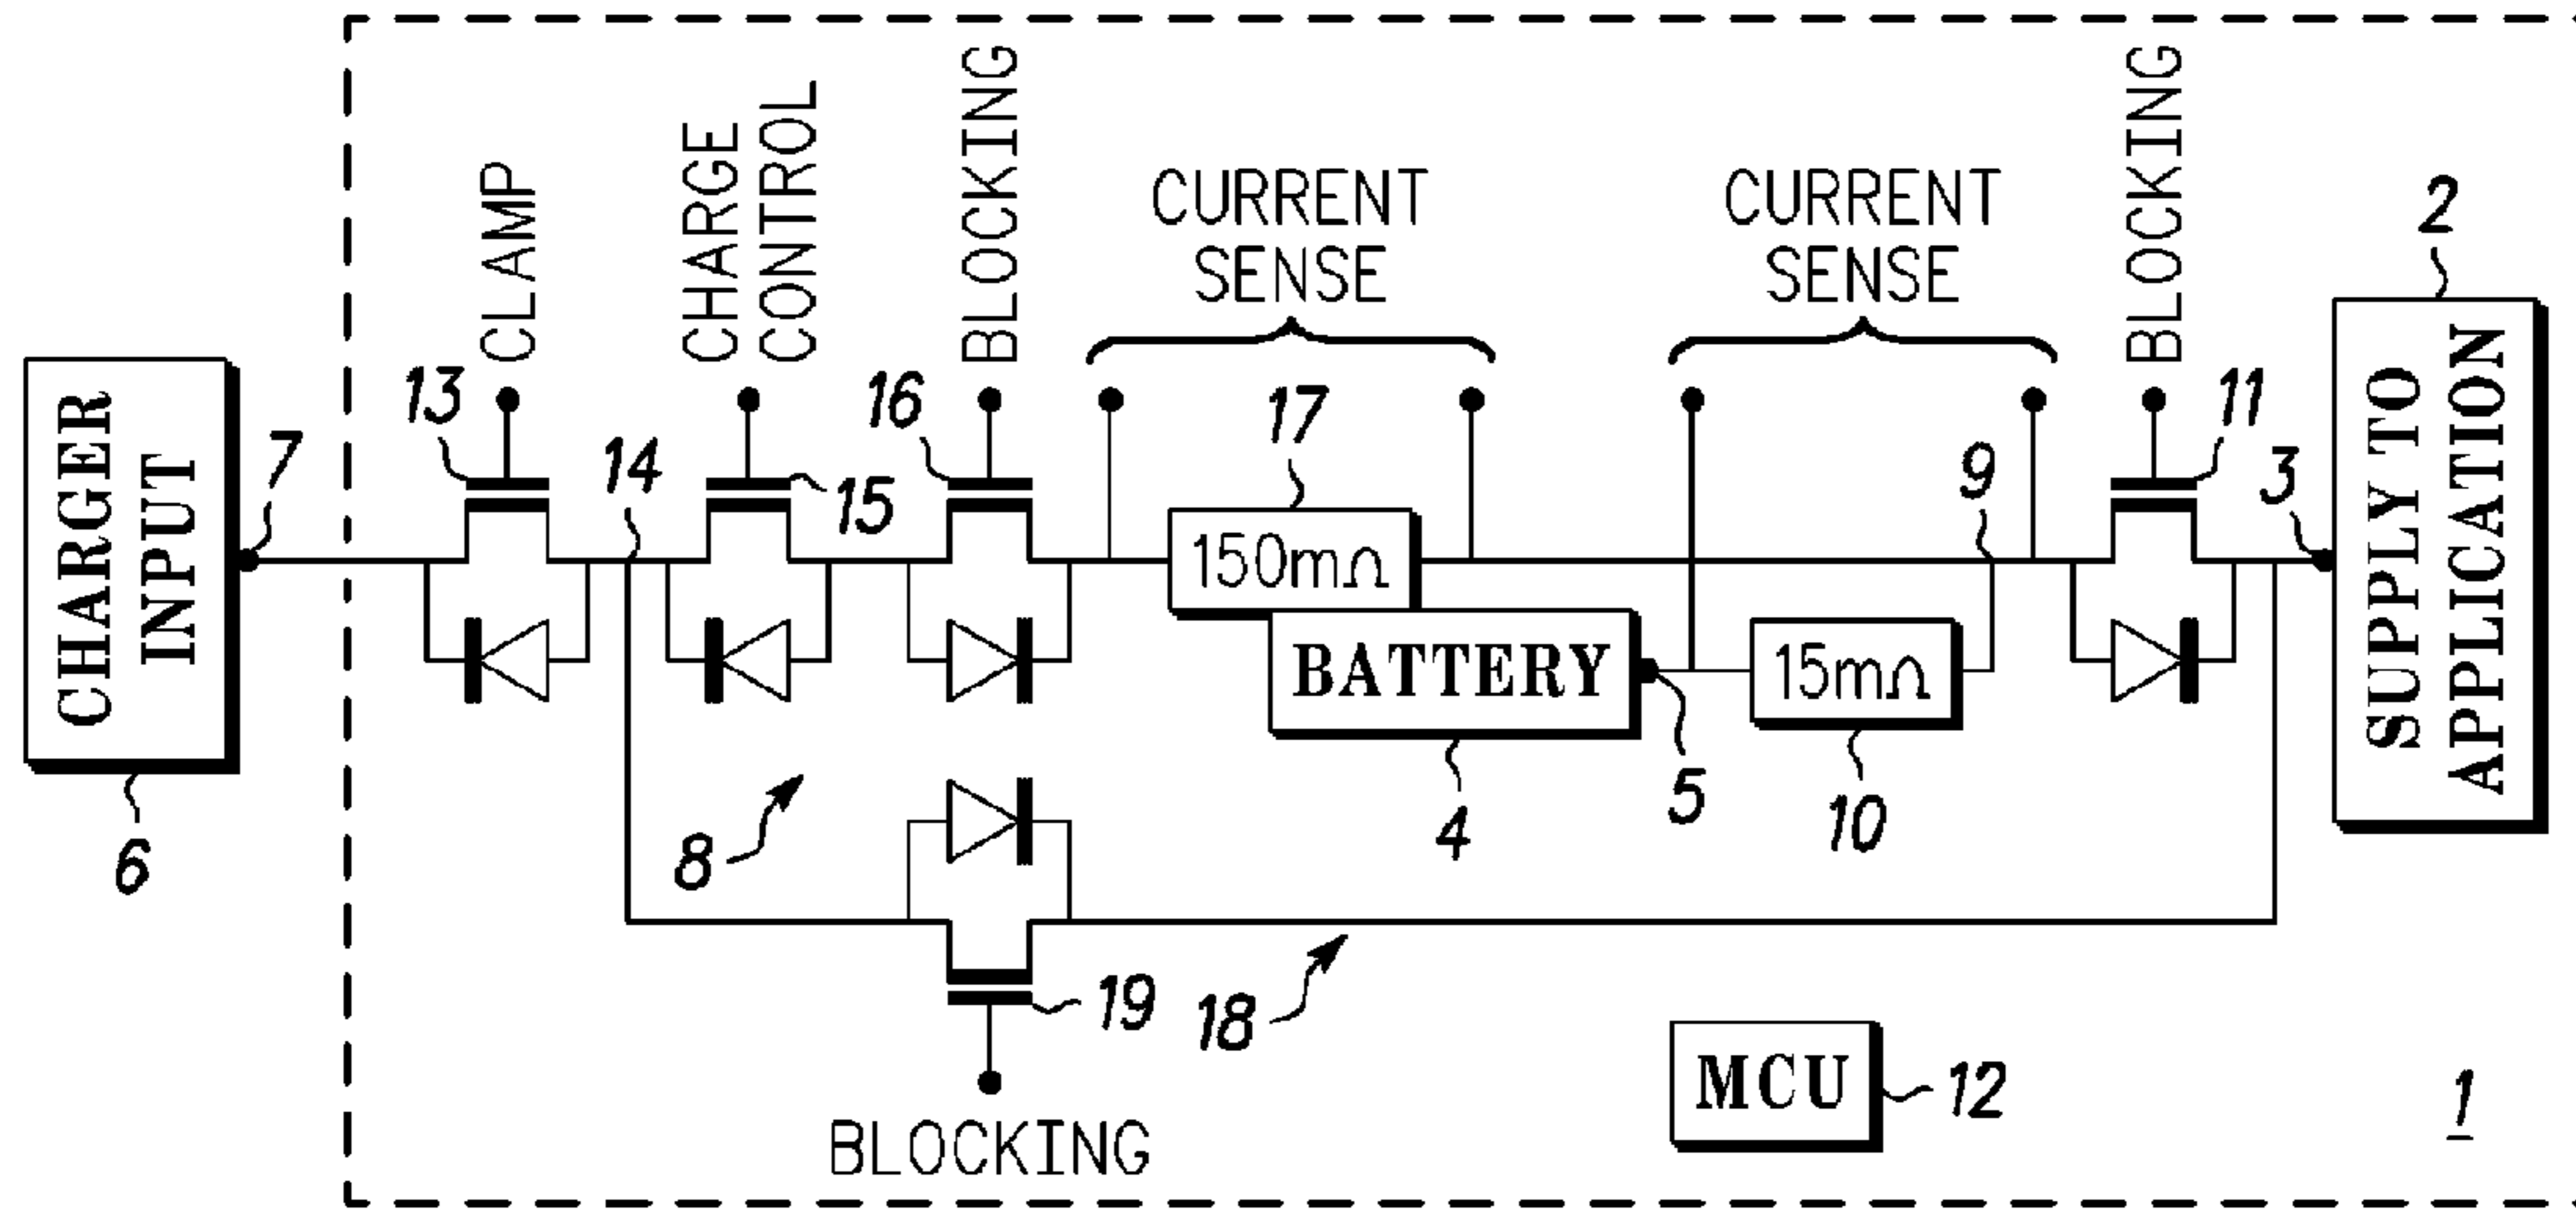 CLAMP
CHARGE
CONTROL
BLOCKING
CURRENT
SENSE
CURRENT
SENSE
BLOCKING
2
CHARGER
INPUT
7
13
14
15
16
17
150mΩ
9
11
3
SUPPLY TO
APPLICATION
BATTERY
15mΩ
6
8
4
5
10
19
18
BLOCKING
MCU
12
1